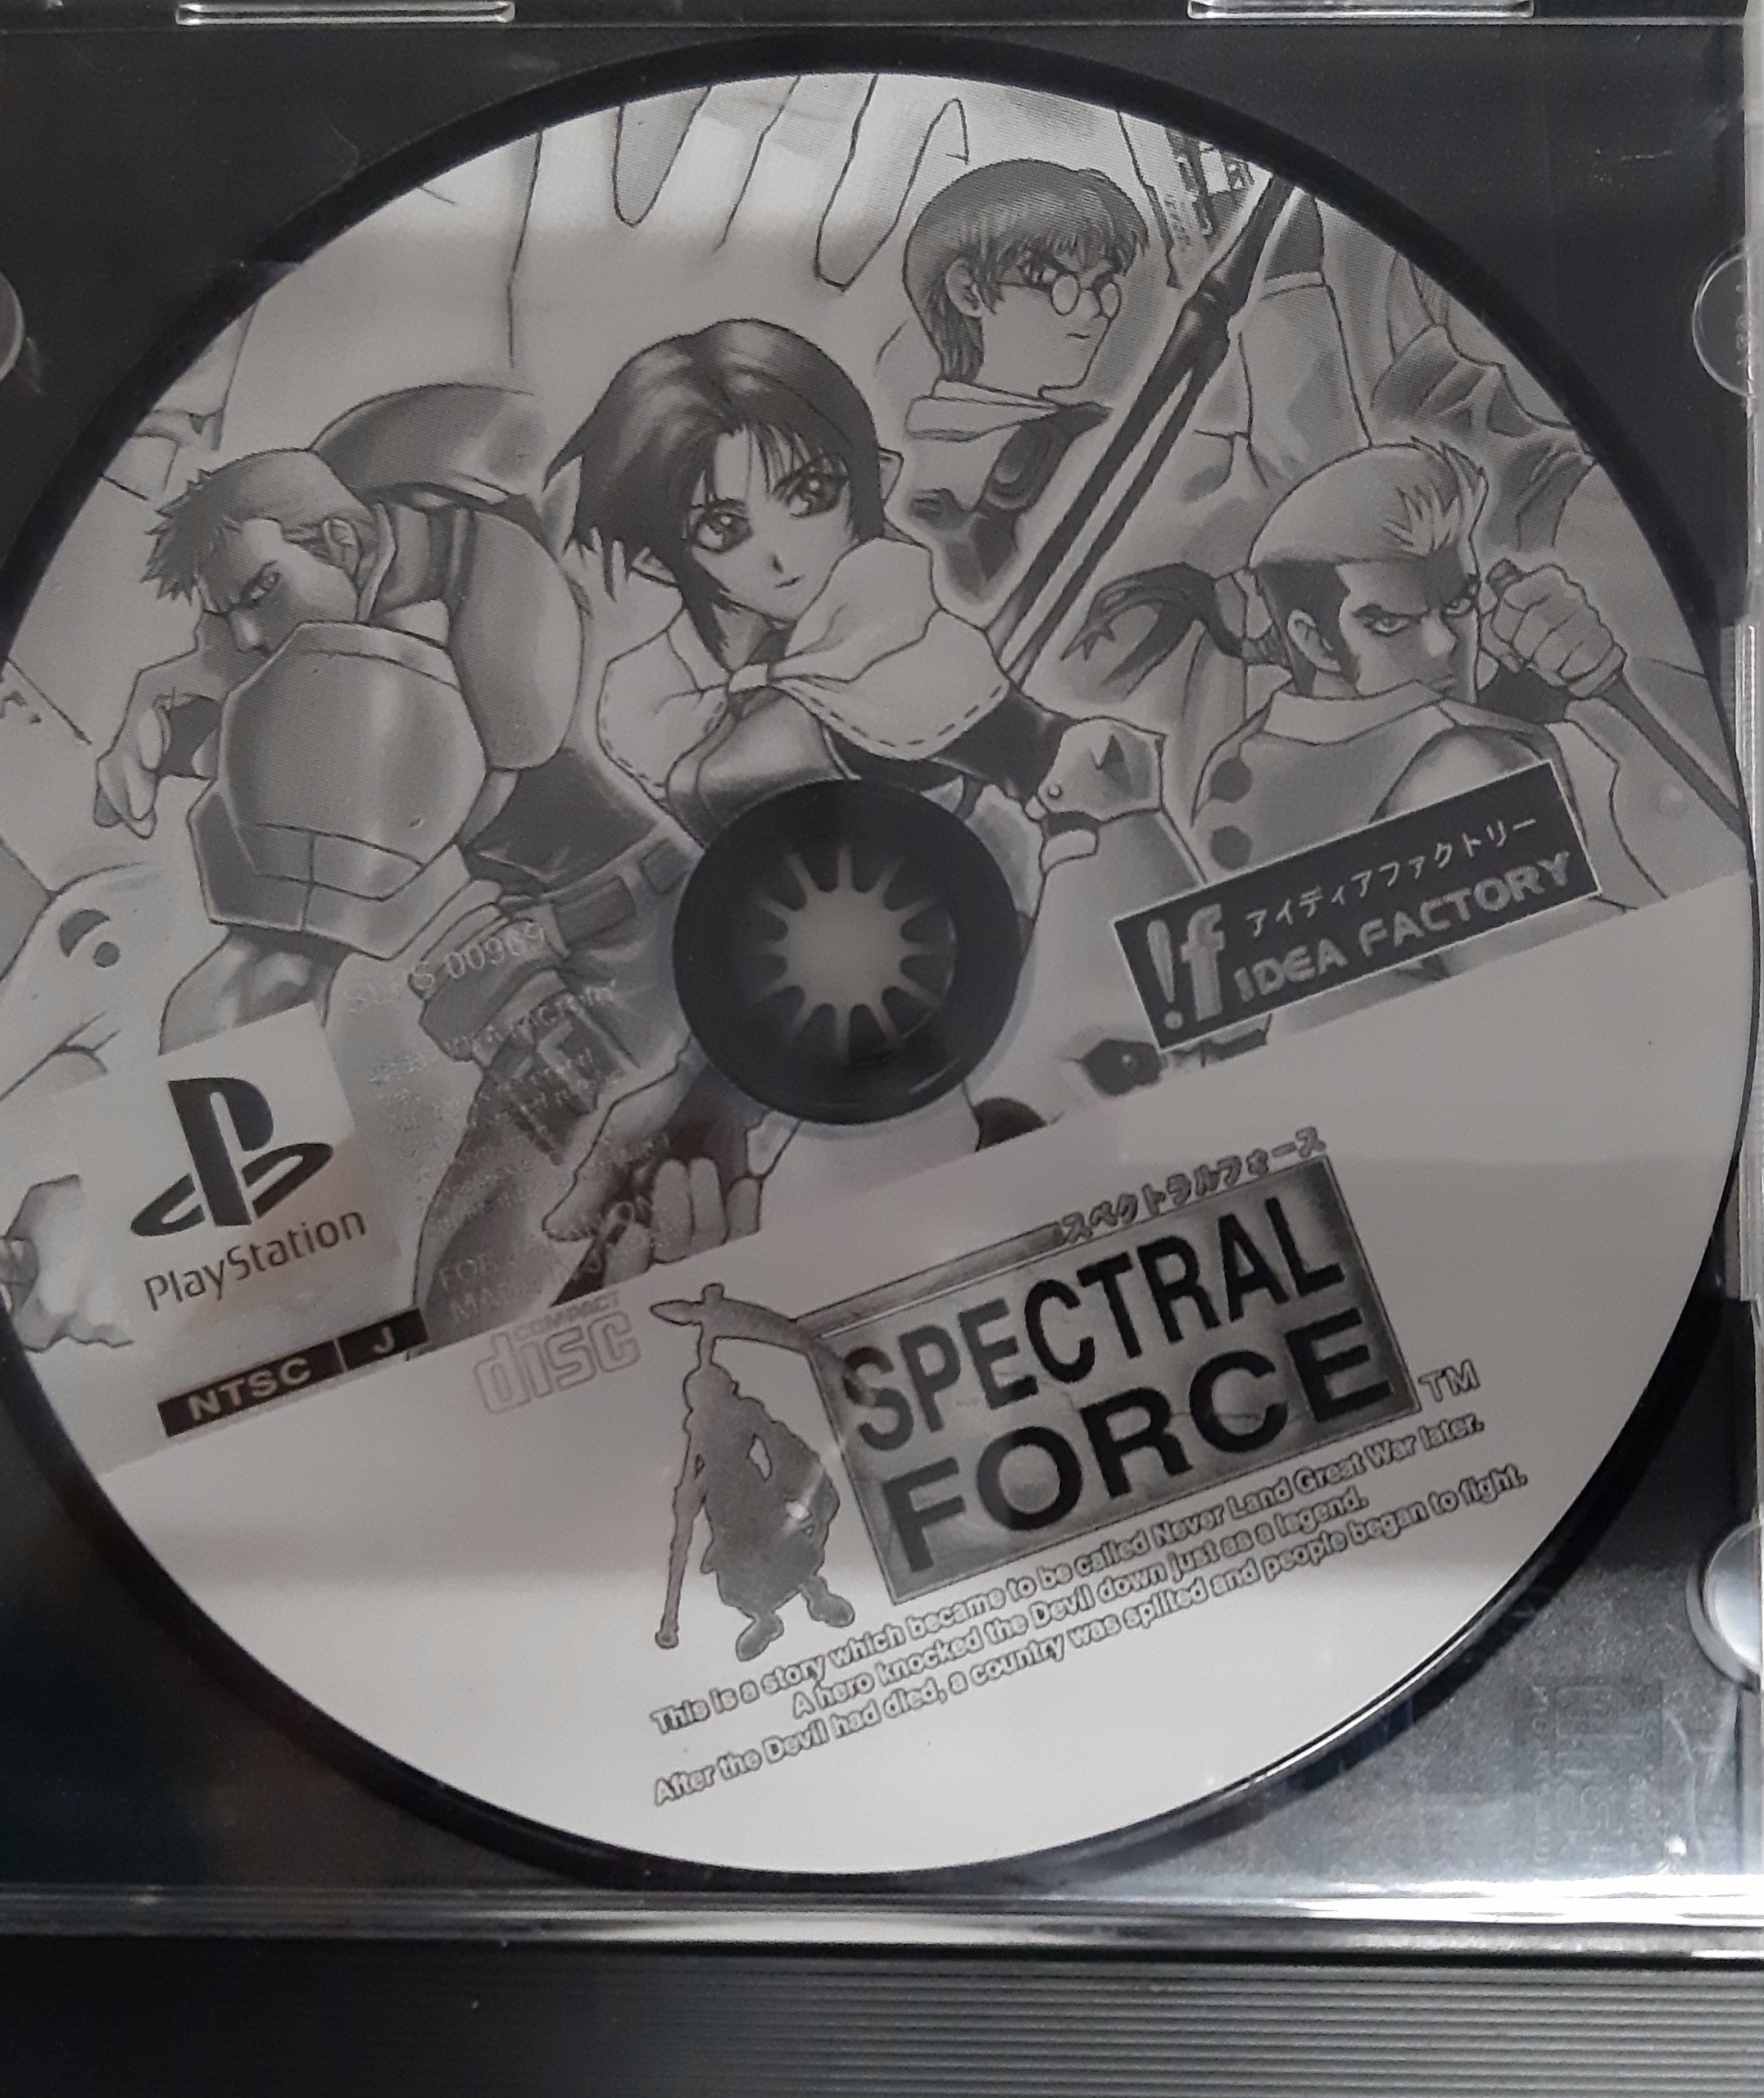 アイディアファクトリー
!f IDEA FACTORY
SLPS 00969
PlayStation
NTSC J
COMPACT
disc
スペクトラルフォース
SPECTRAL
FORCE
TM
This is a story which became to be called Never Land Great War later.
A hero knocked the Devil down just as a legend.
After the Devil had died, a country was splited and people began to fight.